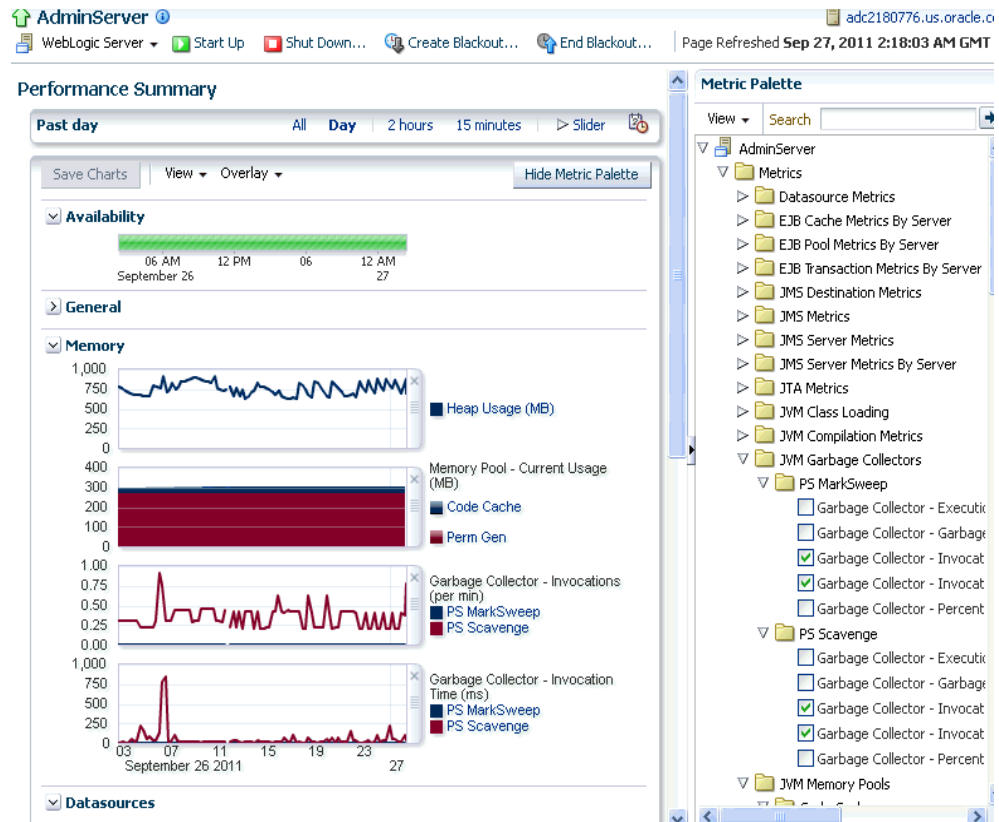 AdminServer
adc2180776.us.oracle.co
WebLogic Server Start Up Shut Down... Create Blackout... End Blackout... Page Refreshed Sep 27, 2011 2:18:03 AM GMT
Performance Summary
Past day All Day 2 hours 15 minutes Slider
Save Charts View Overlay Hide Metric Palette
Availability
06 AM 12 PM 06 12 AM
September 26 27
General
Memory
1,000
750
500
250
0
Heap Usage (MB)
400
300
200
100
0
Memory Pool - Current Usage
(MB)
Code Cache
Perm Gen
1.00
0.75
0.50
0.25
0.00
Garbage Collector - Invocations
(per min)
PS MarkSweep
PS Scavenge
1,000
750
500
250
0
Garbage Collector - Invocation
Time (ms)
PS MarkSweep
PS Scavenge
03 07 11 15 19 23
September 26 2011 27
Datasources
Metric Palette
View Search
AdminServer
Metrics
Datasource Metrics
EJB Cache Metrics By Server
EJB Pool Metrics By Server
EJB Transaction Metrics By Server
JMS Destination Metrics
JMS Metrics
JMS Server Metrics
JMS Server Metrics By Server
JTA Metrics
JVM Class Loading
JVM Compilation Metrics
JVM Garbage Collectors
PS MarkSweep
Garbage Collector - Executic
Garbage Collector - Garbage
Garbage Collector - Invocat
Garbage Collector - Invocat
Garbage Collector - Percent
PS Scavenge
Garbage Collector - Executic
Garbage Collector - Garbage
Garbage Collector - Invocat
Garbage Collector - Invocat
Garbage Collector - Percent
JVM Memory Pools